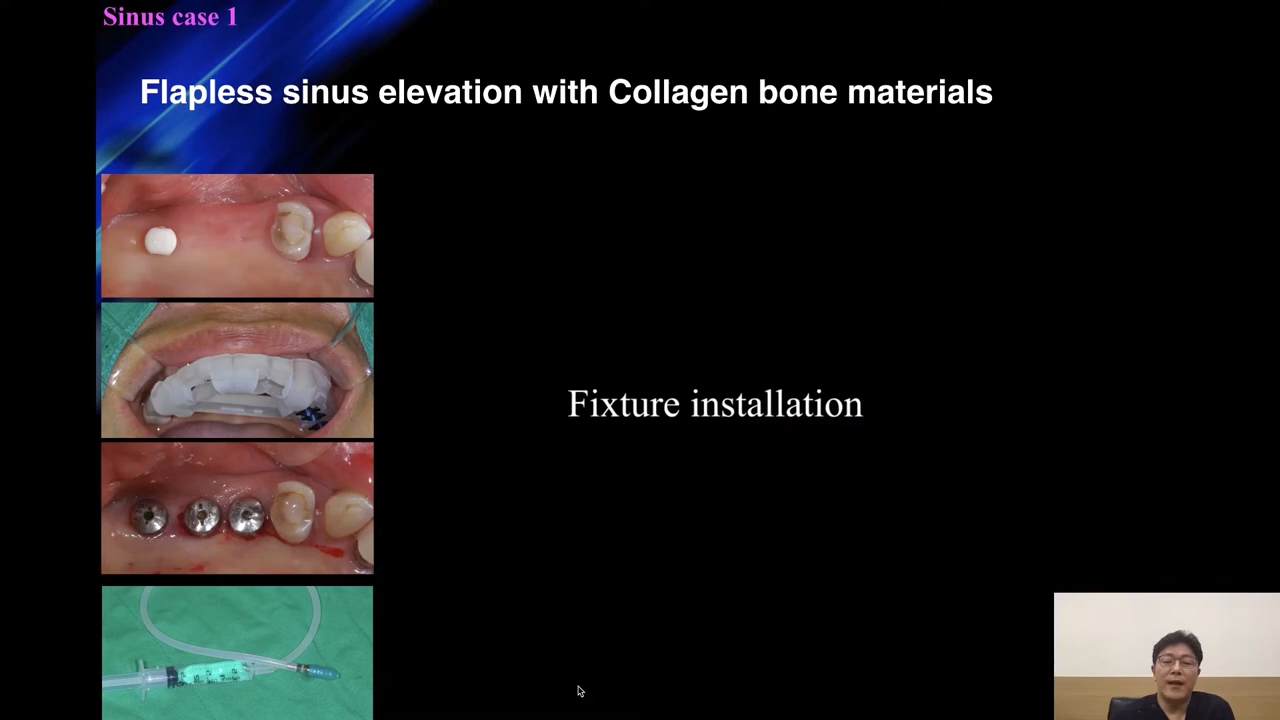 Sinus case 1
Flapless sinus elevation with Collagen bone materials
Fixture installation